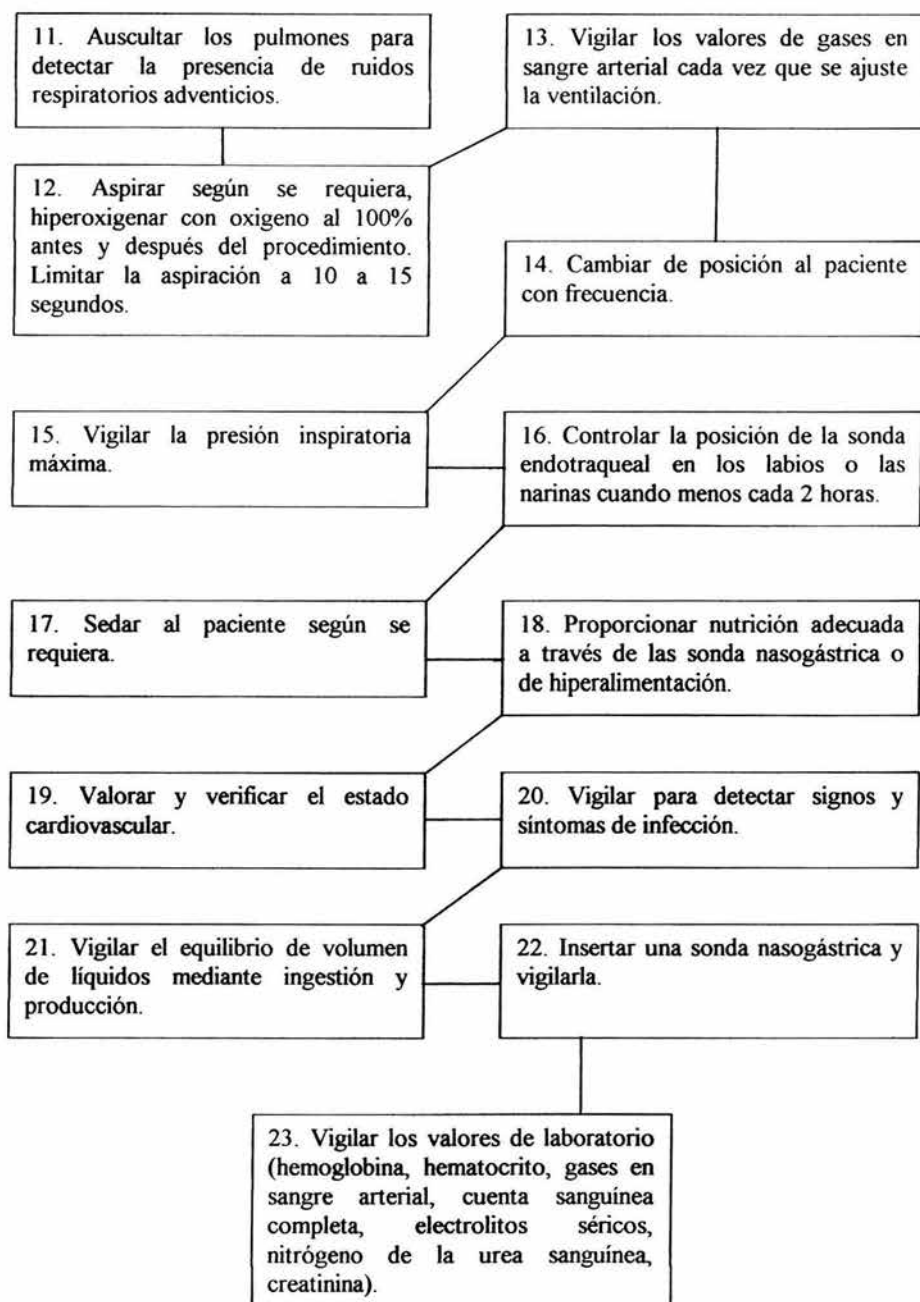 11. Auscultar los pulmones para
detectar la presencia de ruidos
respiratorios adventicios.
12. Aspirar según se requiera,
hiperoxigenar con oxigeno al 100%
antes y después del procedimiento.
Limitar la aspiración a 10 a 15
segundos.
13. Vigilar los valores de gases en
sangre arterial cada vez que se ajuste
la ventilación.
14. Cambiar de posición al paciente
con frecuencia.
15. Vigilar la presión inspiratoria
máxima.
16. Controlar la posición de la sonda
endotraqueal en los labios o las
narinas cuando menos cada 2 horas.
17. Sedar al paciente según se
requiera.
18. Proporcionar nutrición adecuada
a través de las sonda nasogástrica o
de hiperalimentación.
19. Valorar y verificar el estado
cardiovascular.
20. Vigilar para detectar signos y
síntomas de infección.
21. Vigilar el equilibrio de volumen
de líquidos mediante ingestión y
producción.
22. Insertar una sonda nasogástrica y
vigilarla.
23. Vigilar los valores de laboratorio
(hemoglobina, hematocrito, gases en
sangre arterial, cuenta sanguínea
completa, electrolitos séricos,
nitrógeno de la urea sanguínea,
creatinina).